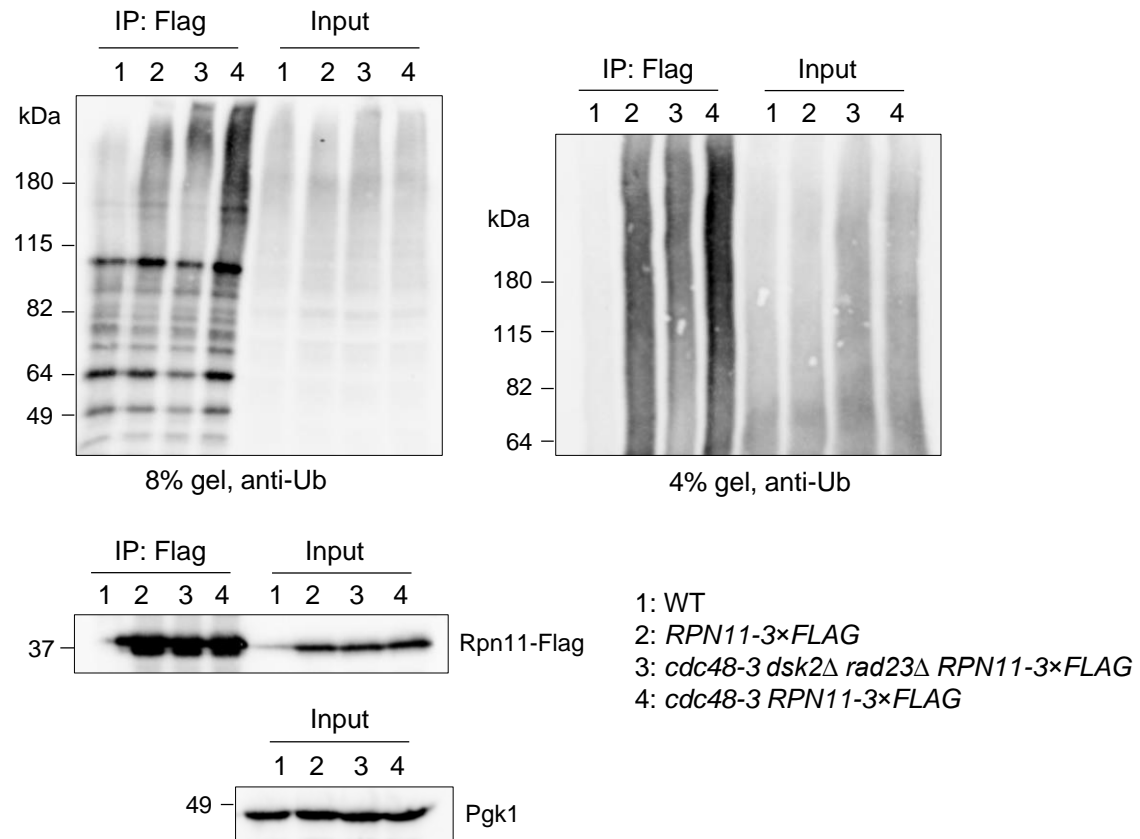 IP: Flag Input
1 2 3 4 1 2 3 4
kDa
180
115
82
64
49
8% gel, anti-Ub
IP: Flag Input
1 2 3 4 1 2 3 4
kDa
180
115
82
64
4% gel, anti-Ub
IP: Flag Input
1 2 3 4 1 2 3 4
37
Rpn11-Flag
Input
1 2 3 4
49
Pgk1
1: WT
2: RPN11-3×FLAG
3: cdc48-3 dsk2Δ rad23Δ RPN11-3×FLAG
4: cdc48-3 RPN11-3×FLAG